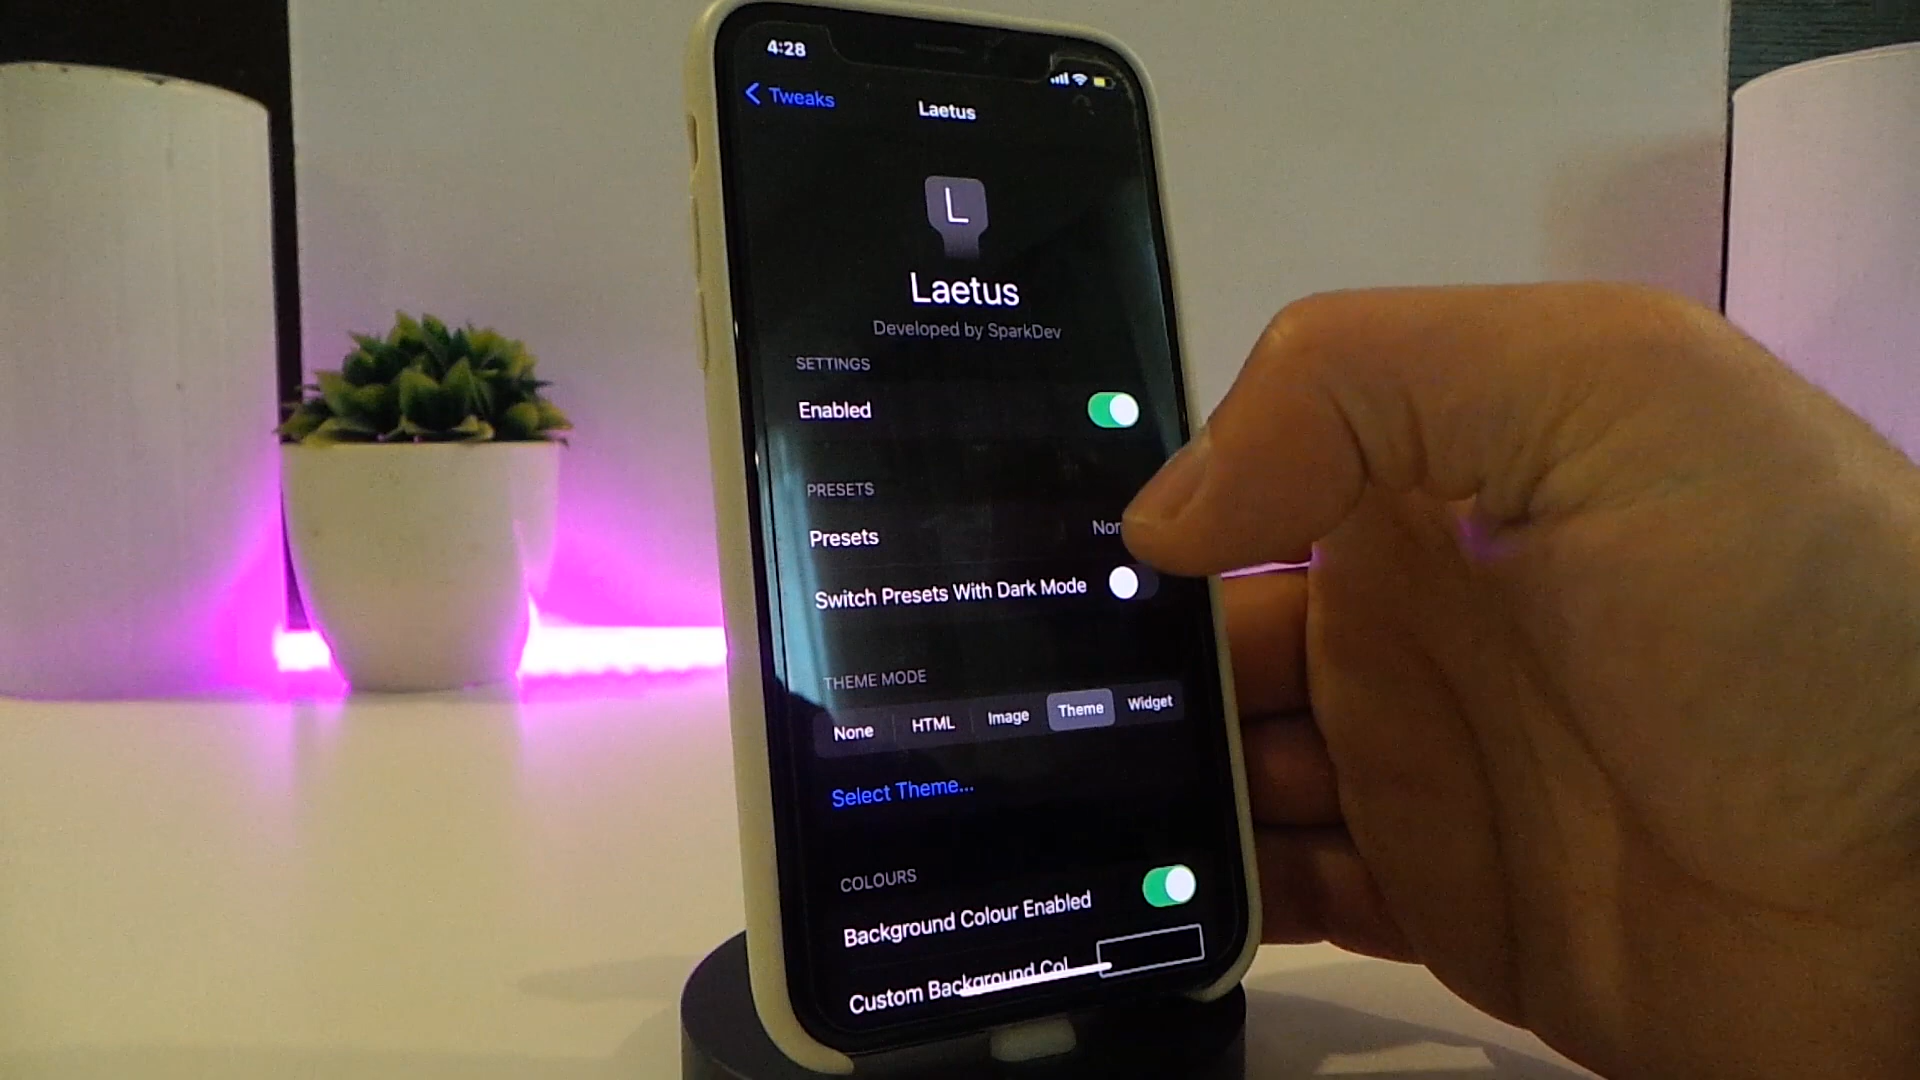 4:28
Tweaks
Laetus
L
Laetus
Developed by SparkDev
SETTINGS
Enabled
PRESETS
Presets
Switch Presets With Dark Mode
THEME MODE
None HTML Image Theme Widget
Select Theme...
COLOURS
Background Colour Enabled
Custom Background Col